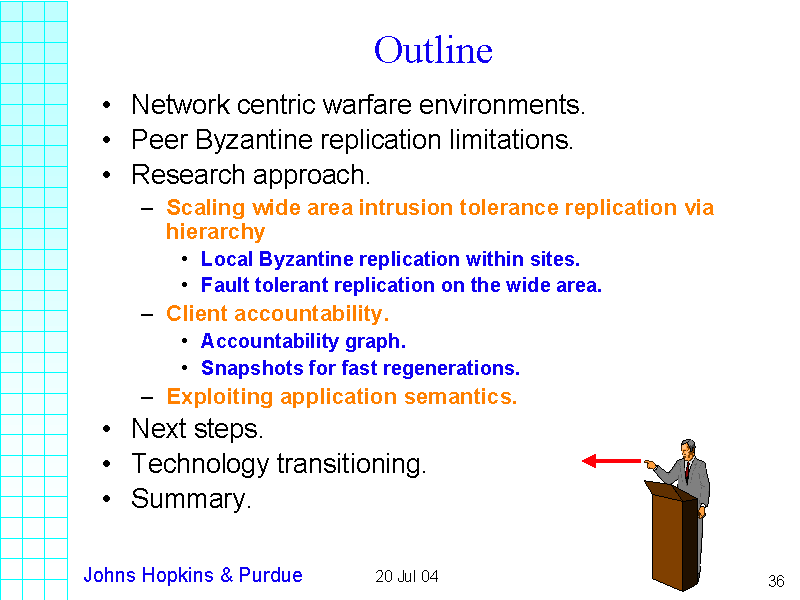 Outline
• Network centric warfare environments.
• Peer Byzantine replication limitations.
• Research approach.
– Scaling wide area intrusion tolerance replication via
hierarchy
• Local Byzantine replication within sites.
• Fault tolerant replication on the wide area.
– Client accountability.
• Accountability graph.
• Snapshots for fast regenerations.
– Exploiting application semantics.
• Next steps.
• Technology transitioning.
• Summary.
Johns Hopkins & Purdue
20 Jul 04
36